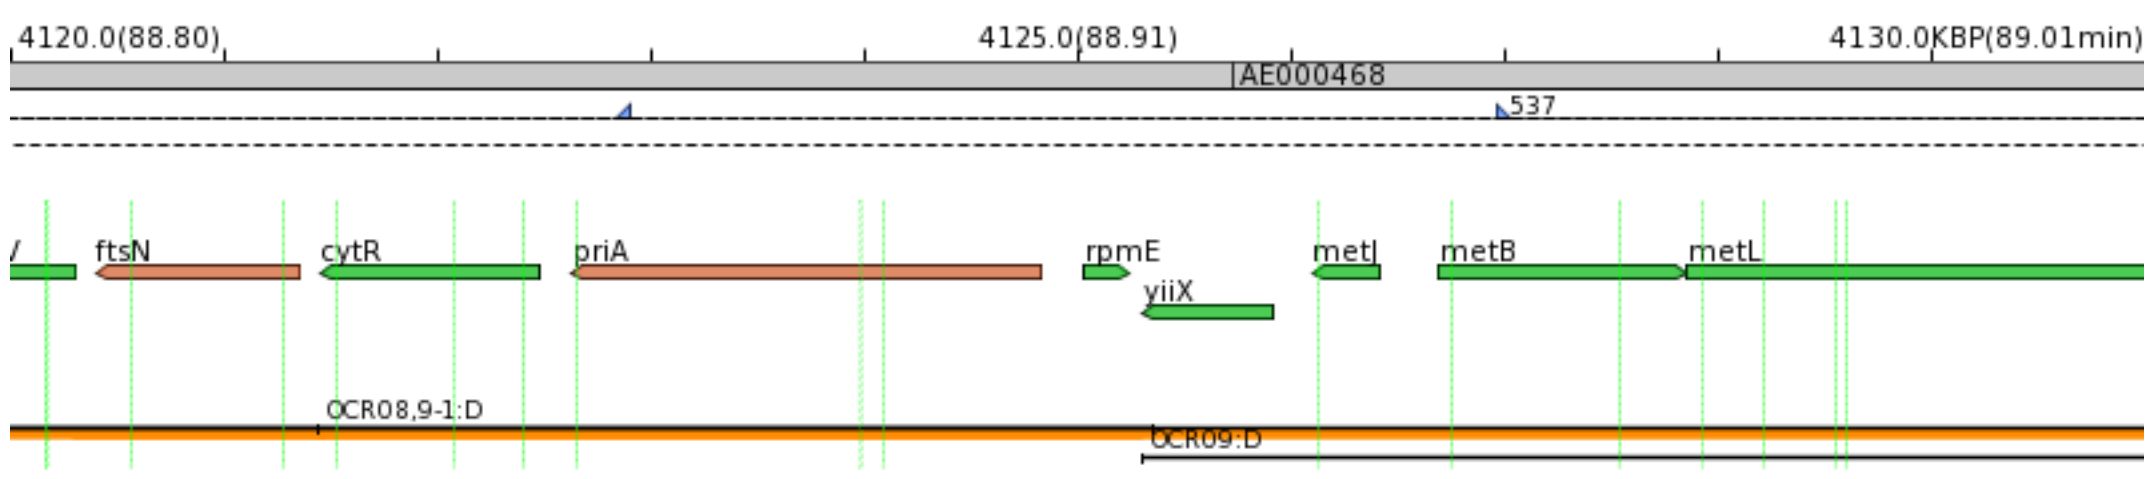 4120.0(88.80) 4125.0(88.91) 4130.0KBP(89.01min)
AE000468
537
ftsN cytR priA rpmE metJ metB metL
yiiX
OCR08,9-1:D
OCR09:D